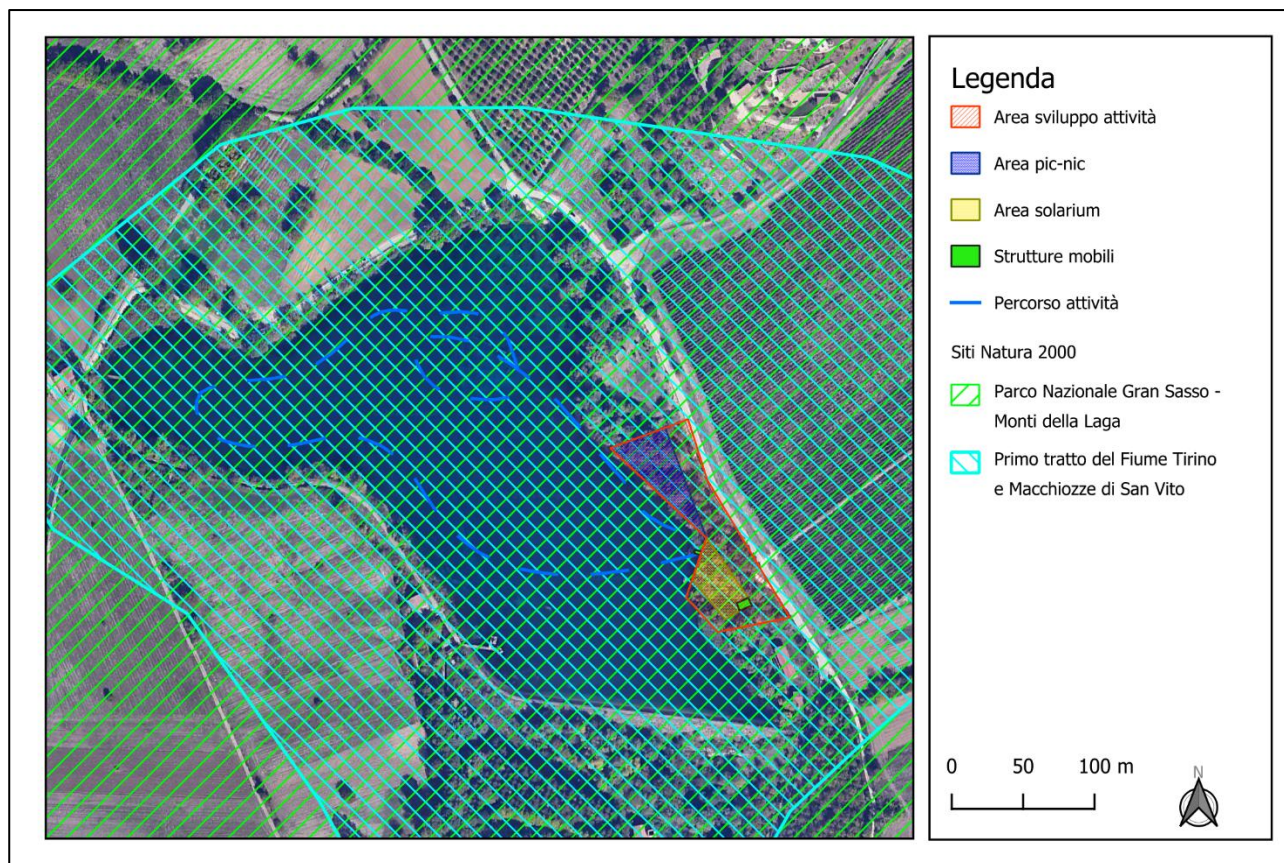 Legenda
Area sviluppo attività
Area pic-nic
Area solarium
Strutture mobili
Percorso attività
Siti Natura 2000
Parco Nazionale Gran Sasso -
Monti della Laga
Primo tratto del Fiume Tirino
e Macchiozze di San Vito
0 50 100 m
N